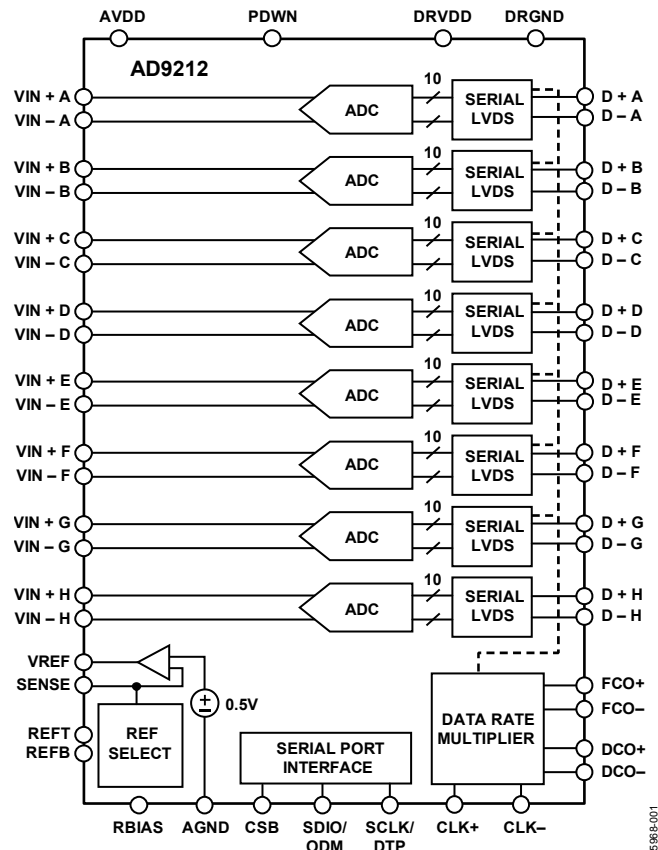 AVDD PDWN DRVDD DRGND
AD9212
VIN + A
VIN – A
ADC
10
SERIAL
LVDS
D + A
D – A
VIN + B
VIN – B
ADC
10
SERIAL
LVDS
D + B
D – B
VIN + C
VIN – C
ADC
10
SERIAL
LVDS
D + C
D – C
VIN + D
VIN – D
ADC
10
SERIAL
LVDS
D + D
D – D
VIN + E
VIN – E
ADC
10
SERIAL
LVDS
D + E
D – E
VIN + F
VIN – F
ADC
10
SERIAL
LVDS
D + F
D – F
VIN + G
VIN – G
ADC
10
SERIAL
LVDS
D + G
D – G
VIN + H
VIN – H
ADC
10
SERIAL
LVDS
D + H
D – H
VREF
SENSE
+
–
0.5V
REFT
REFB
REF
SELECT
SERIAL PORT
INTERFACE
DATA RATE
MULTIPLIER
FCO+
FCO–
DCO+
DCO–
RBIAS AGND CSB SDIO/
ODM
SCLK/
DTP
CLK+ CLK–
5968-001